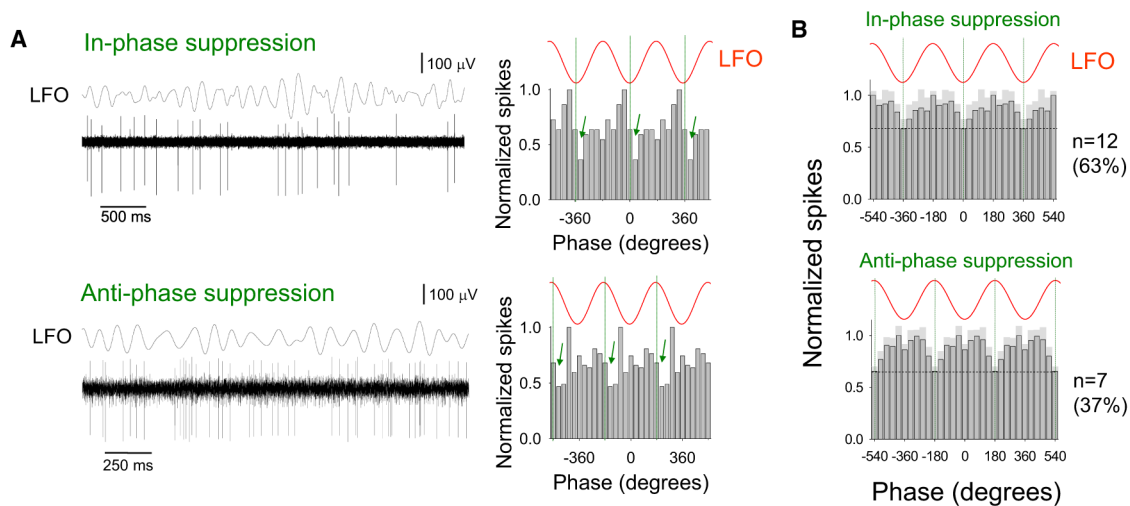 A
In-phase suppression
100 μV
LFO
500 ms
LFO
Normalized spikes
1.0
0.5
0.0
-360 0 360
Phase (degrees)
Anti-phase suppression
100 μV
LFO
250 ms
Normalized spikes
1.0
0.5
0.0
-360 0 360
Phase (degrees)
B
In-phase suppression
LFO
1.0
0.5
0.0
-540 -360 -180 0 180 360 540
n=12
(63%)
Normalized spikes
Anti-phase suppression
1.0
0.5
0.0
-540 -360 -180 0 180 360 540
n=7
(37%)
Phase (degrees)